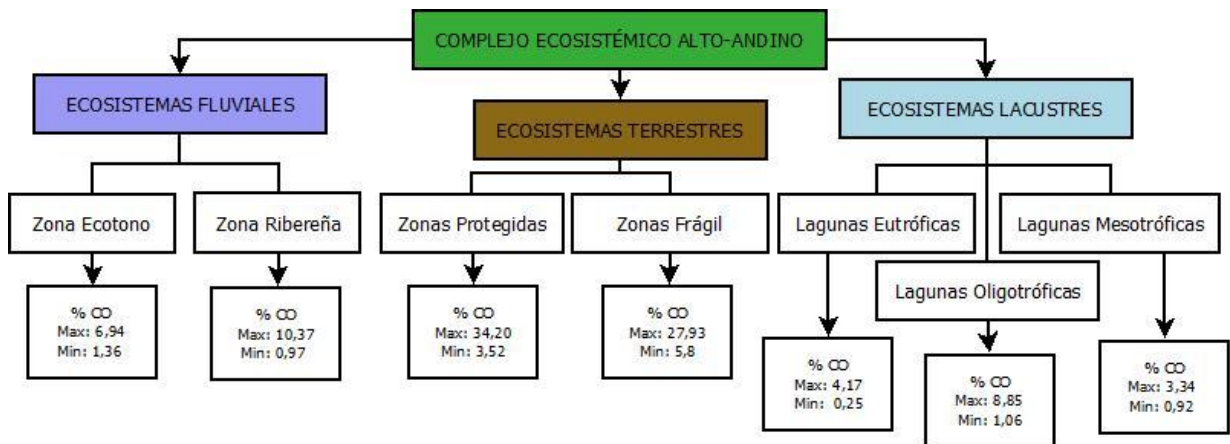 COMPLEJO ECOSISTÉMICO ALTO-ANDINO
ECOSISTEMAS FLUVIALES
ECOSISTEMAS TERRESTRES
ECOSISTEMAS LACUSTRES
Zona Ecotono
Zona Ribereña
Zonas Protegidas
Zonas Frágil
Lagunas Eutróficas
Lagunas Mesotróficas
Lagunas Oligotróficas
% CO
Max: 6,94
Min: 1,36
% CO
Max: 10,37
Min: 0,97
% CO
Max: 34,20
Min: 3,52
% CO
Max: 27,93
Min: 5,8
% CO
Max: 4,17
Min: 0,25
% CO
Max: 8,85
Min: 1,06
% CO
Max: 3,34
Min: 0,92